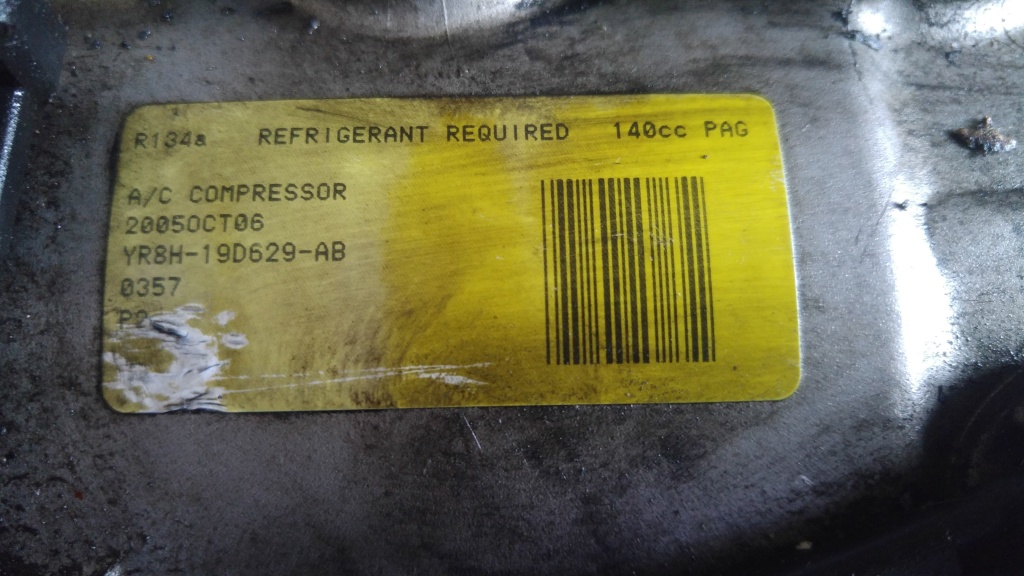 R134a REFRIGERANT REQUIRED 140cc PAG
A/C COMPRESSOR
2005OCT06
YR8H-19D629-AB
0357